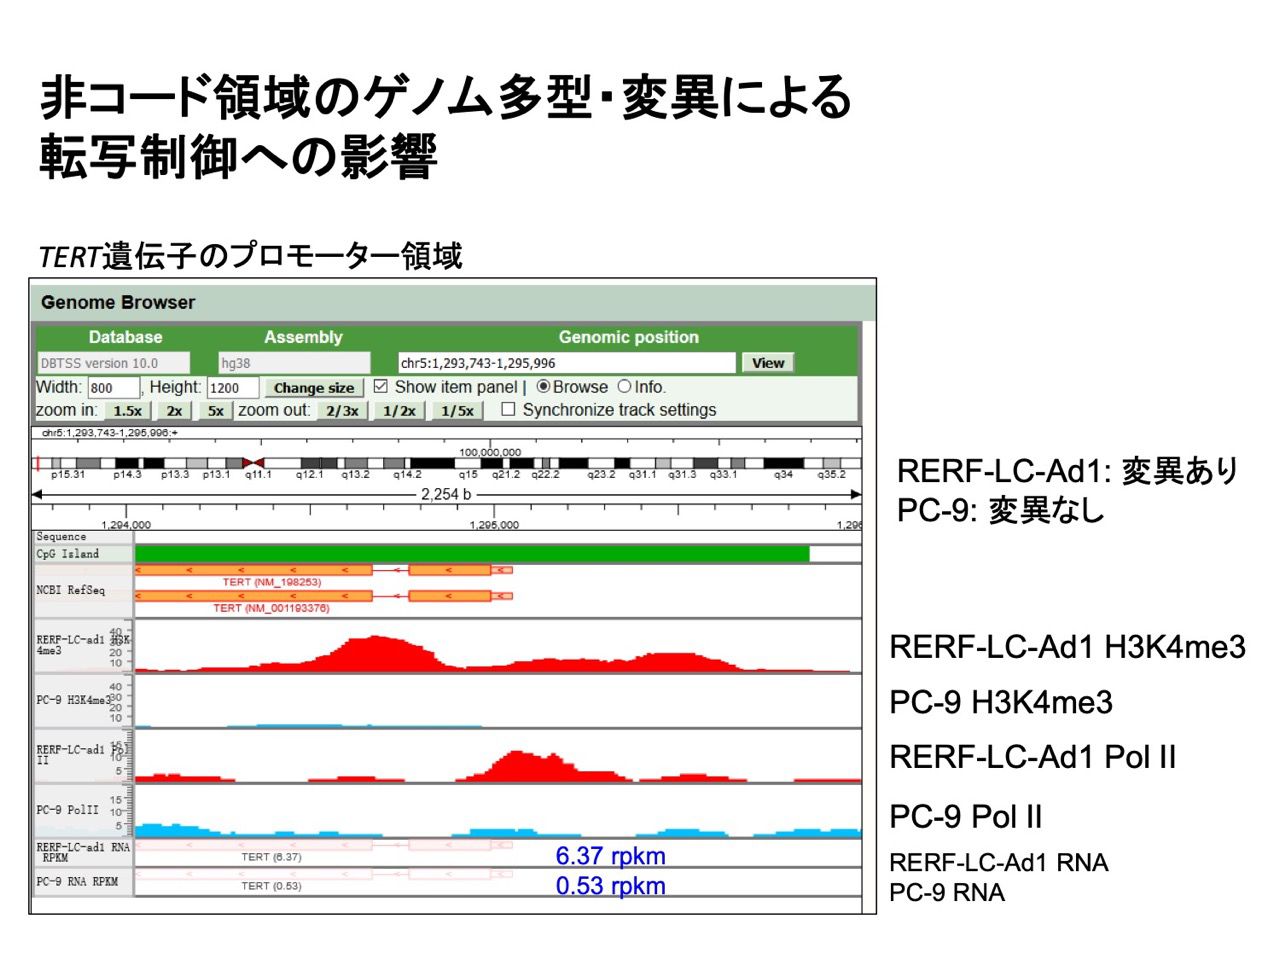 非コード領域のゲノム多型・変異による
転写制御への影響
TERT遺伝子のプロモーター領域
Genome Browser
Database Assembly Genomic position
DBTSS version 10.0 hg38 chr5:1,293,743-1,295,996 View
Width: 800 , Height: 1200 Change size Show item panel | Browse Info.
zoom in: 1.5x 2x 5x zoom out: 2/3x 1/2x 1/5x Synchronize track settings
chr5:1,293,743-1,295,996:+
100,000,000
p15.31 p14.3 p13.3 p13.1 q11.1 q12.1 q13.2 q14.2 q15 q21.2 q22.2 q23.2 q31.1 q31.3 q33.1 q34 q35.2
2,254 b
1,294,000 1,295,000 1,296
Sequence
CpG Island
NCBI RefSeq
TERT (NM_198253)
TERT (NM_001193376)
RERF-LC-Ad1: 変異あり
PC-9: 変異なし
RERF-LC-ad1 H3K
4me3
40
30
20
10
RERF-LC-Ad1 H3K4me3
PC-9 H3K4me3
40
30
20
10
PC-9 H3K4me3
RERF-LC-ad1 Pol
II
15
10
5
RERF-LC-Ad1 Pol II
PC-9 PolII
15
10
5
PC-9 Pol II
RERF-LC-ad1 RNA
RPKM
TERT (6.37)
6.37 rpkm
RERF-LC-Ad1 RNA
PC-9 RNA RPKM
TERT (0.53)
0.53 rpkm
PC-9 RNA